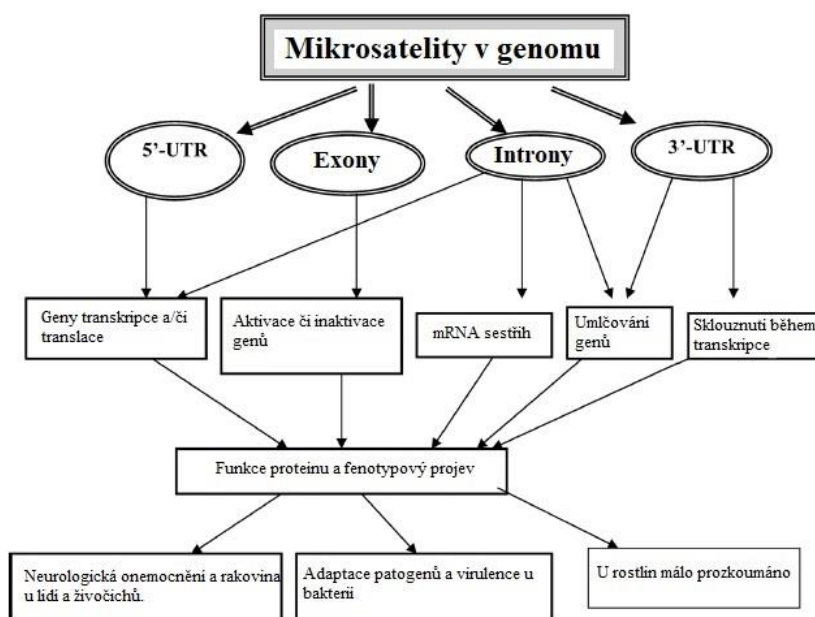 Mikrosatelity v genomu
5’-UTR
Exony
Introny
3’-UTR
Geny transkripce a/či
translace
Aktivace či inaktivace
genů
mRNA sestřih
Umlčování
genů
Sklouznutí během
transkripce
Funkce proteinu a fenotypový projev
Neurologická onemocnění a rakovina
u lidí a živočichů.
Adaptace patogenů a virulence u
bakterií
U rostlin málo prozkoumáno